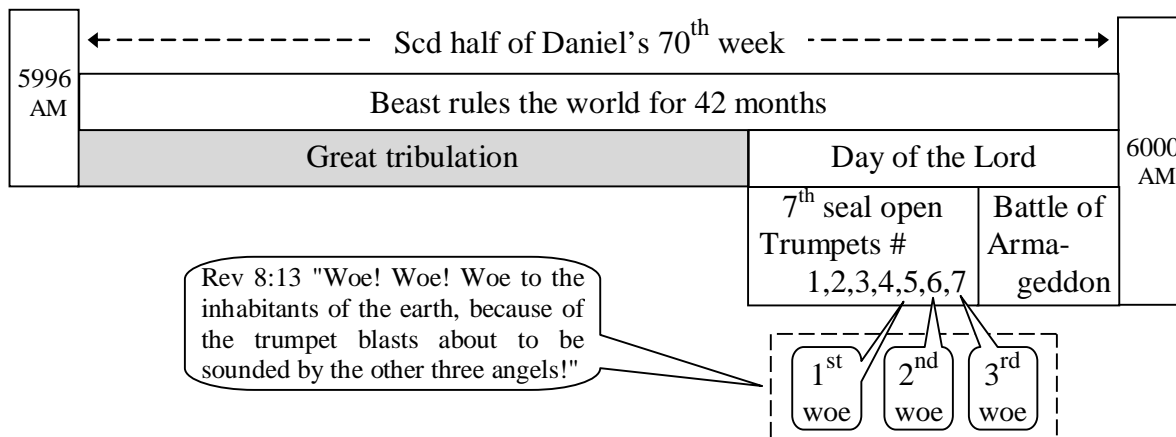 Scd half of Daniel's 70th week
5996
AM
Beast rules the world for 42 months
Great tribulation
Day of the Lord
6000
AM
7th seal open
Trumpets #
1,2,3,4,5,6,7
Battle of
Arma-
geddon
Rev 8:13 "Woe! Woe! Woe to the
inhabitants of the earth, because of
the trumpet blasts about to be
sounded by the other three angels!"
1st
woe
2nd
woe
3rd
woe